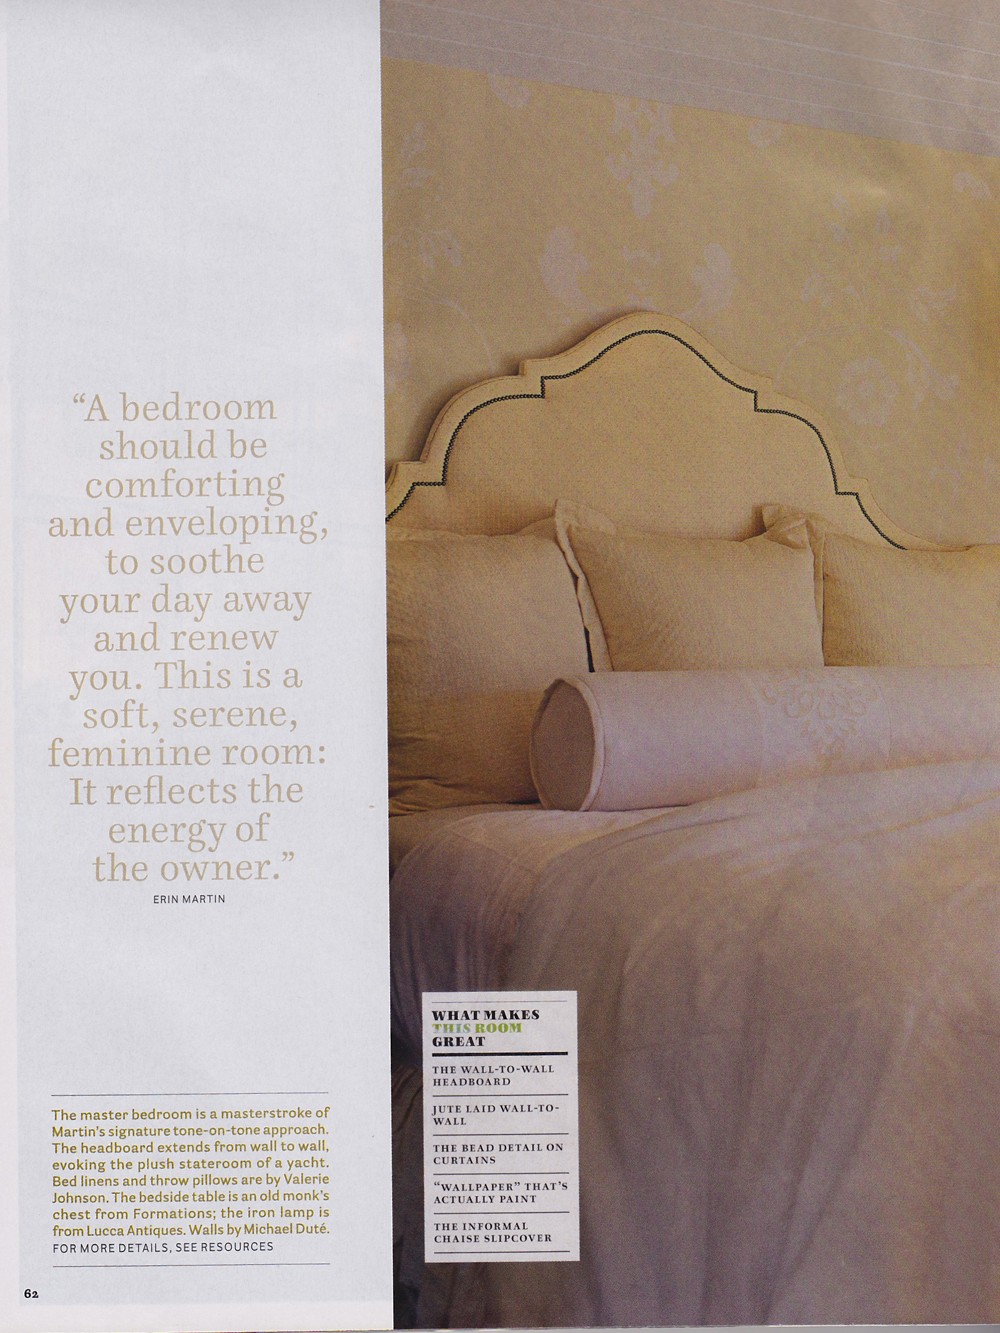 “A bedroom
should be
comforting
and enveloping,
to soothe
your day away
and renew
you. This is a
soft, serene,
feminine room:
It reflects the
energy of
the owner.”
ERIN MARTIN
The master bedroom is a masterstroke of
Martin’s signature tone-on-tone approach.
The headboard extends from wall to wall,
evoking the plush stateroom of a yacht.
Bed linens and throw pillows are by Valerie
Johnson. The bedside table is an old monk’s
chest from Formations; the iron lamp is
from Lucca Antiques. Walls by Michael Duté.
FOR MORE DETAILS, SEE RESOURCES
62
WHAT MAKES
THIS ROOM
GREAT
THE WALL-TO-WALL
HEADBOARD
JUTE LAID WALL-TO-
WALL
THE BEAD DETAIL ON
CURTAINS
“WALLPAPER” THAT’S
ACTUALLY PAINT
THE INFORMAL
CHAISE SLIPCOVER